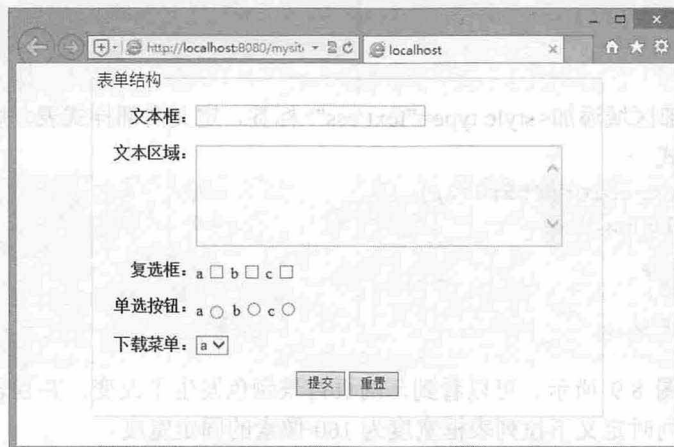 http://localhost:8080/mysit localhost
表单结构
文本框：
文本区域：
复选框： a b c
单选按钮： a b c
下载菜单： a
提交 重置